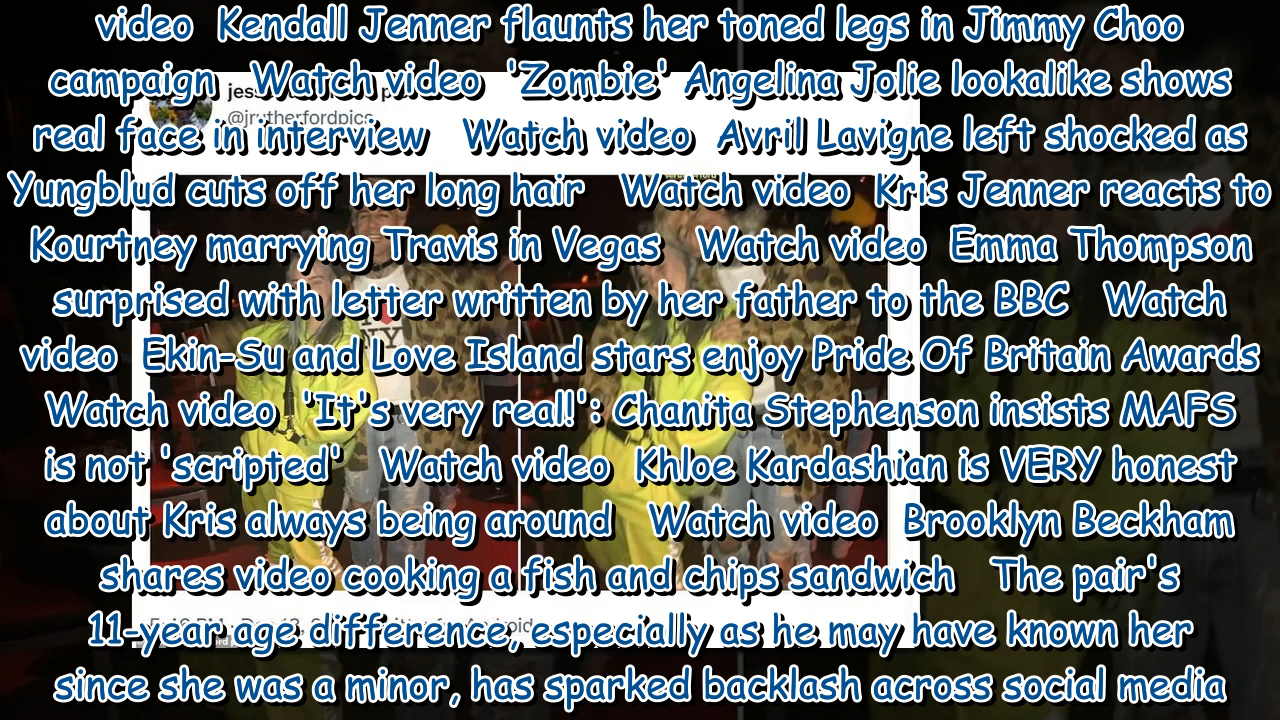 video  Kendall Jenner flaunts her toned legs in Jimmy Choo
campaign   Watch video  'Zombie' Angelina Jolie lookalike shows
real face in interview   Watch video  Avril Lavigne left shocked as
Yungblud cuts off her long hair   Watch video  Kris Jenner reacts to
Kourtney marrying Travis in Vegas   Watch video  Emma Thompson
surprised with letter written by her father to the BBC   Watch
video  Ekin-Su and Love Island stars enjoy Pride Of Britain Awards
Watch video  'It's very real!': Chanita Stephenson insists MAFS
is not 'scripted'   Watch video  Khloe Kardashian is VERY honest
about Kris always being around   Watch video  Brooklyn Beckham
shares video cooking a fish and chips sandwich   The pair's
11-year age difference, especially as he may have known her
since she was a minor, has sparked backlash across social media
@jrutherfordpics
NY